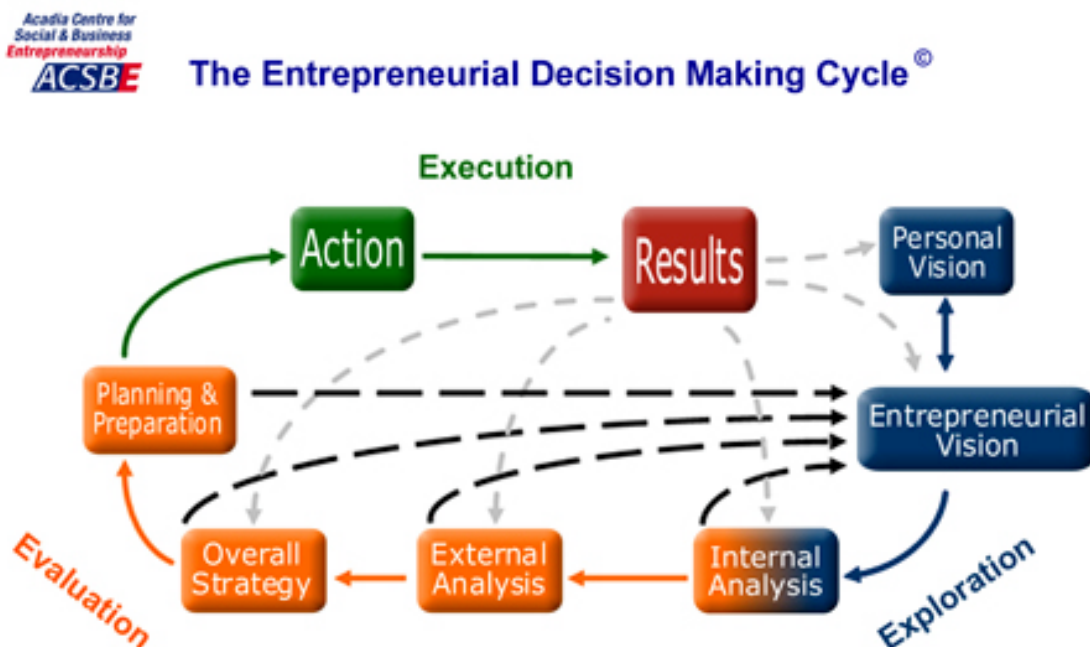 Acadia Centre for
Social & Business
Entrepreneurship
ACSBE
The Entrepreneurial Decision Making Cycle ©
Execution
Action
Results
Personal
Vision
Planning &
Preparation
Entrepreneurial
Vision
Overall
Strategy
External
Analysis
Internal
Analysis
Evaluation
Exploration